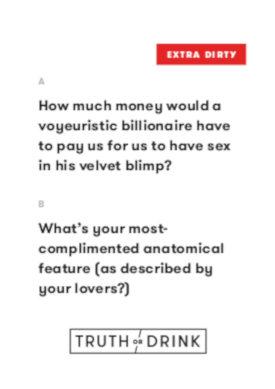 EXTRA DIRTY
A
How much money would a
voyeuristic billionaire have
to pay us for us to have sex
in his velvet blimp?
B
What's your most-
complimented anatomical
feature (as described by
your lovers?)
TRUTH OR DRINK